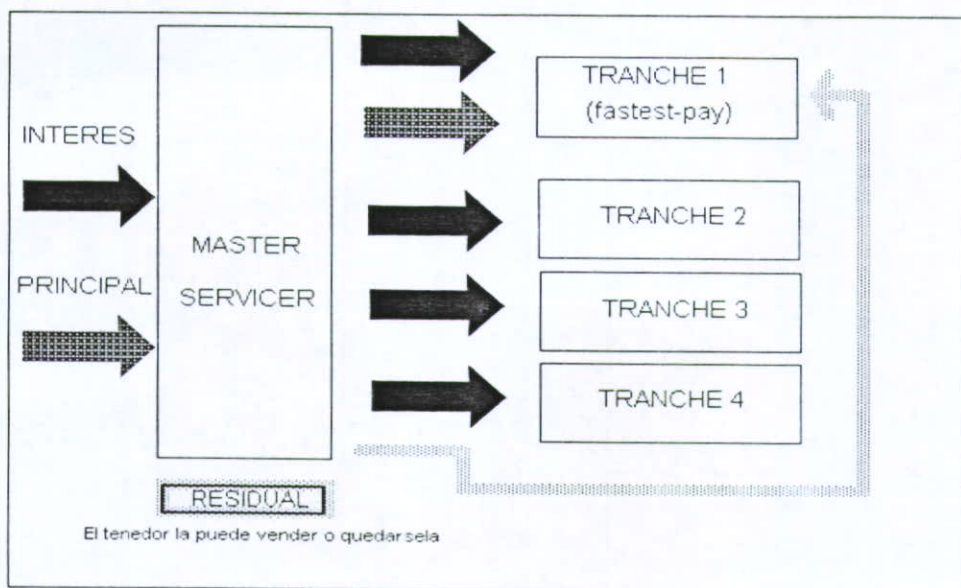 INTERES
PRINCIPAL
MASTER
SERVICER
TRANCHE 1
(fastest-pay)
TRANCHE 2
TRANCHE 3
TRANCHE 4
RESIDUAL
El tenedor la puede vender o quedarsela